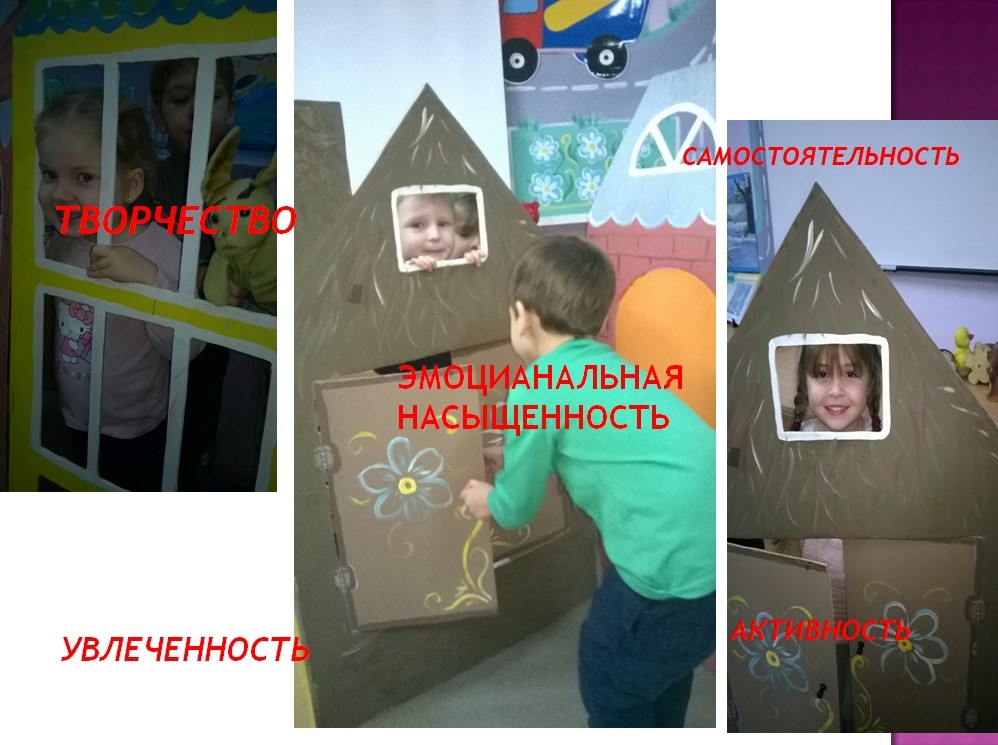 САМОСТОЯТЕЛЬНОСТЬ
ТВОРЧЕСТВО
ЭМОЦИАНАЛЬНАЯ
НАСЫЩЕННОСТЬ
АКТИВНОСТЬ
УВЛЕЧЕННОСТЬ